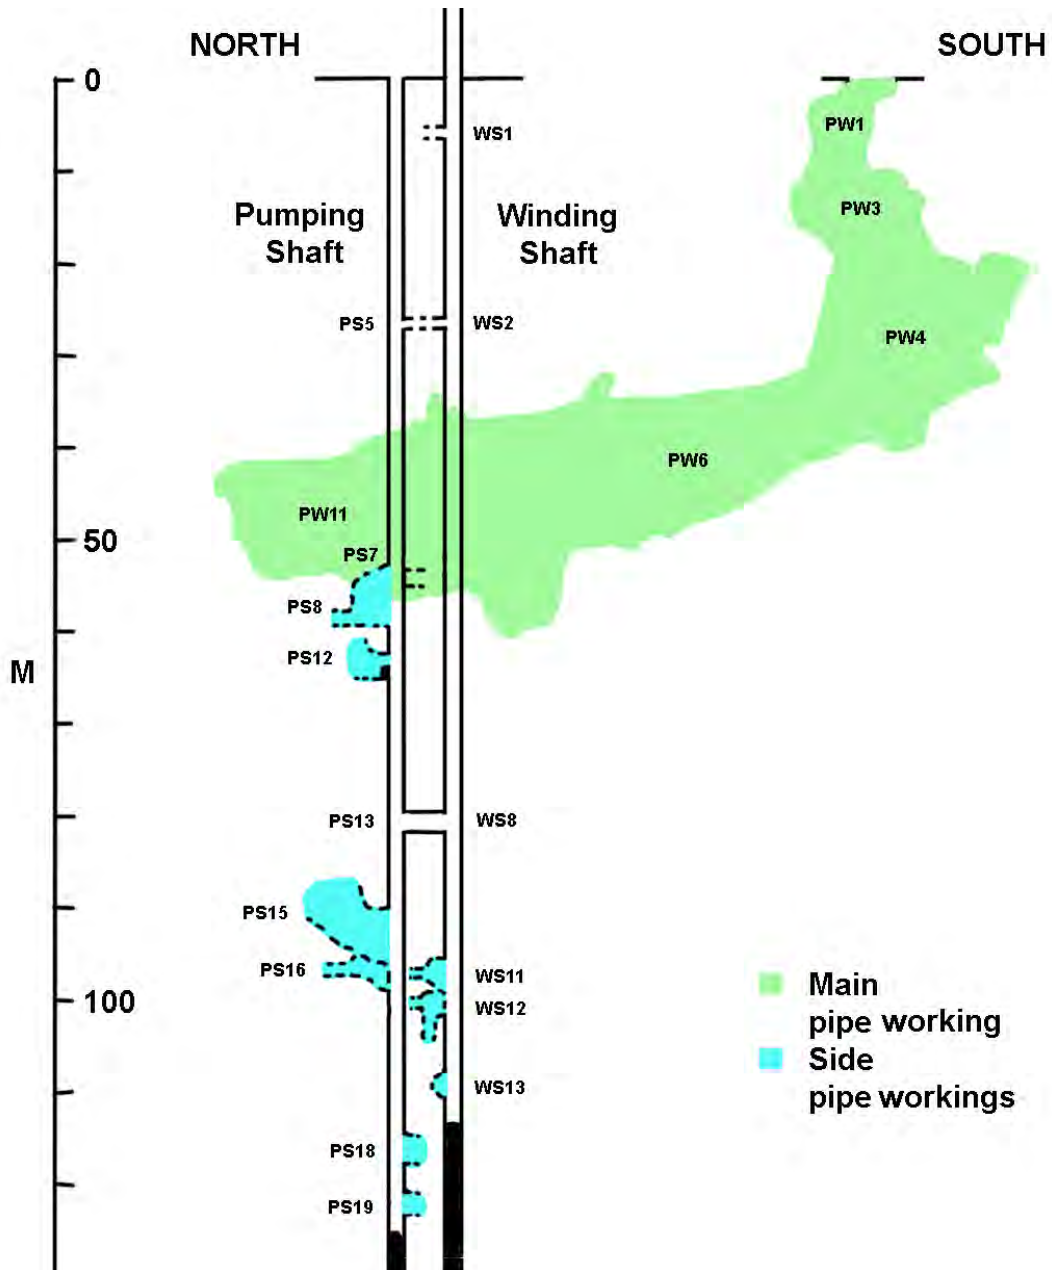 NORTH
SOUTH
0
PW1
WS1
PW3
Pumping
Shaft
Winding
Shaft
PS5
WS2
PW4
PW6
PW11
50
PS7
PS8
PS12
M
PS13
WS8
PS15
PS16
WS11
100
WS12
WS13
PS18
PS19
Main
pipe working
Side
pipe workings